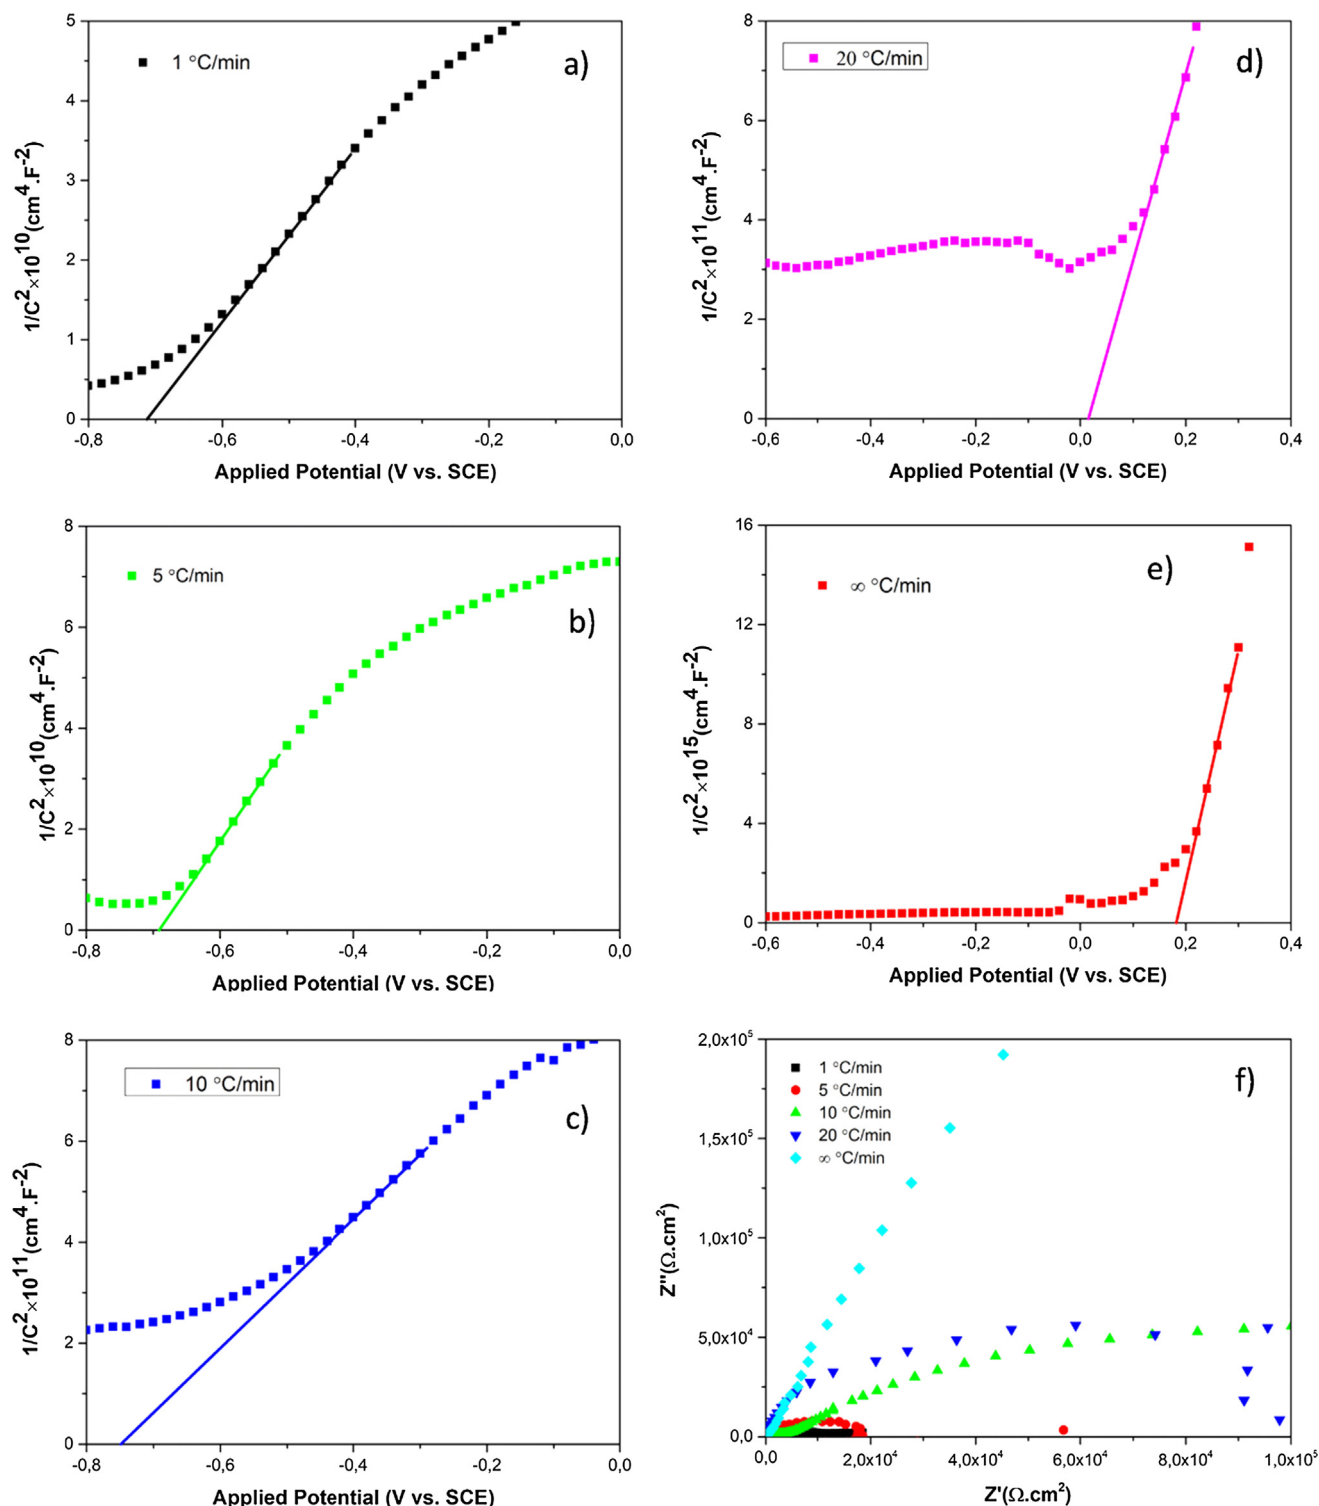 5
4
3
2
1
0
1 °C/min
a)
1/C²×10¹⁰(cm⁴.F⁻²)
-0,8 -0,6 -0,4 -0,2 0,0
Applied Potential (V vs. SCE)
8
6
4
2
0
20 °C/min
d)
1/C²×10¹¹(cm⁴.F⁻²)
-0,6 -0,4 -0,2 0,0 0,2 0,4
Applied Potential (V vs. SCE)
8
6
4
2
0
5 °C/min
b)
1/C²×10¹⁰(cm⁴.F⁻²)
-0,8 -0,6 -0,4 -0,2 0,0
Applied Potential (V vs. SCE)
16
12
8
4
0
∞ °C/min
e)
1/C²×10¹⁵(cm⁴.F⁻²)
-0,6 -0,4 -0,2 0,0 0,2 0,4
Applied Potential (V vs. SCE)
8
6
4
2
0
10 °C/min
c)
1/C²×10¹¹(cm⁴.F⁻²)
-0,8 -0,6 -0,4 -0,2 0,0
Applied Potential (V vs. SCE)
2,0x10⁵
1,5x10⁵
1,0x10⁵
5,0x10⁴
0,0
1 °C/min
5 °C/min
10 °C/min
20 °C/min
∞ °C/min
f)
Z''(Ω.cm²)
0,0 2,0x10⁴ 4,0x10⁴ 6,0x10⁴ 8,0x10⁴ 1,0x10⁵
Z'(Ω.cm²)